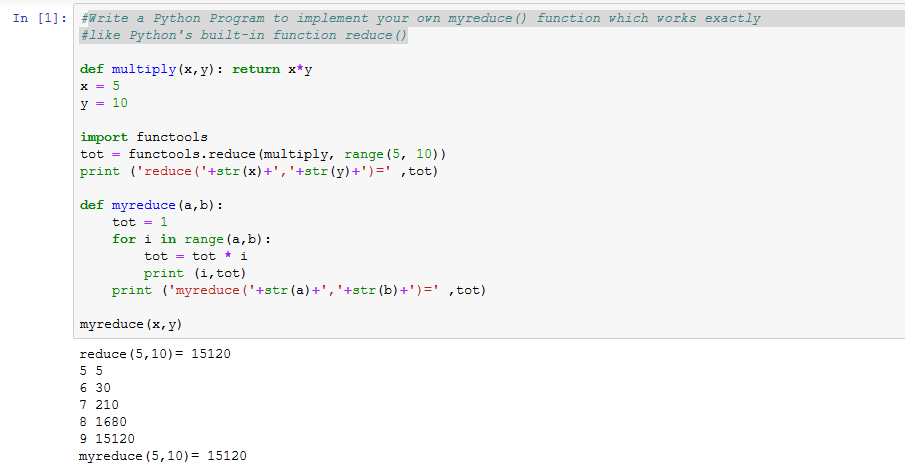 In [1]: #Write a Python Program to implement your own myreduce() function which works exactly
#like Python's built-in function reduce()
def multiply(x,y): return x*y
x = 5
y = 10
import functools
tot = functools.reduce(multiply, range(5, 10))
print ('reduce('+str(x)+','+str(y)+')=' ,tot)
def myreduce(a,b):
    tot = 1
    for i in range(a,b):
        tot = tot * i
        print (i,tot)
    print ('myreduce('+str(a)+','+str(b)+')=' ,tot)
myreduce(x,y)
reduce(5,10)= 15120
5 5
6 30
7 210
8 1680
9 15120
myreduce(5,10)= 15120